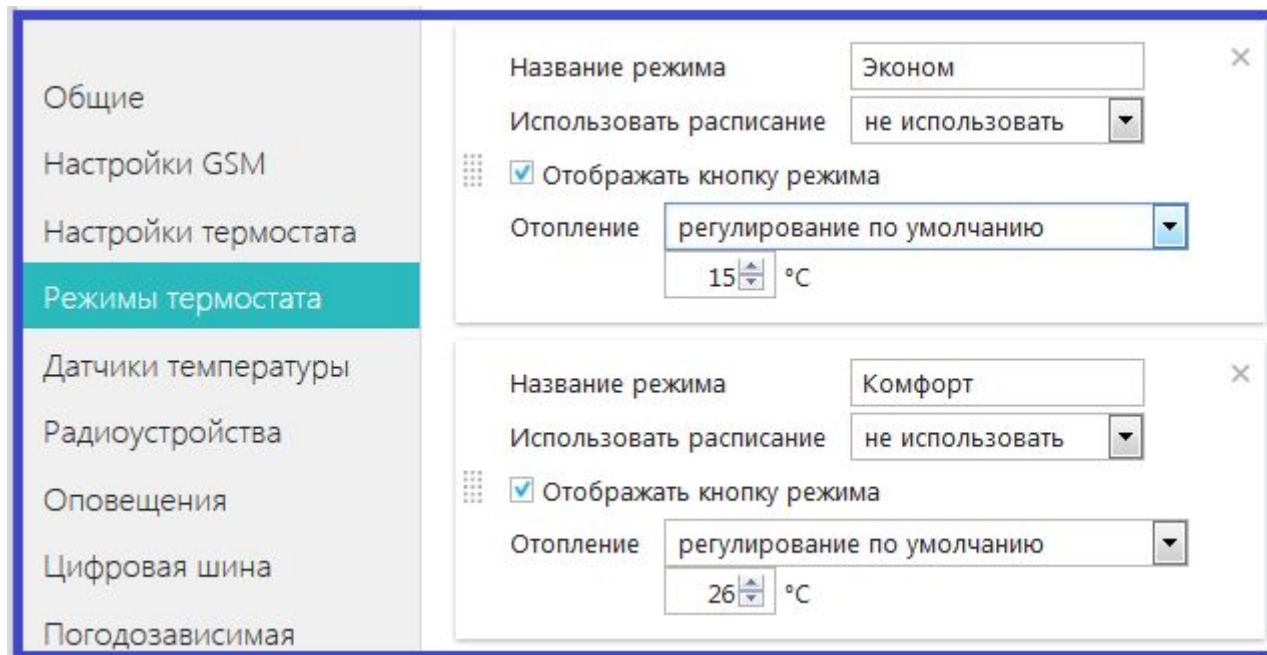 Общие
Настройки GSM
Настройки термостата
Режимы термостата
Датчики температуры
Радиоустройства
Оповещения
Цифровая шина
Погодозависимая
Название режима Эконом
Использовать расписание не использовать
Отображать кнопку режима
Отопление регулирование по умолчанию
15 °C
Название режима Комфорт
Использовать расписание не использовать
Отображать кнопку режима
Отопление регулирование по умолчанию
26 °C